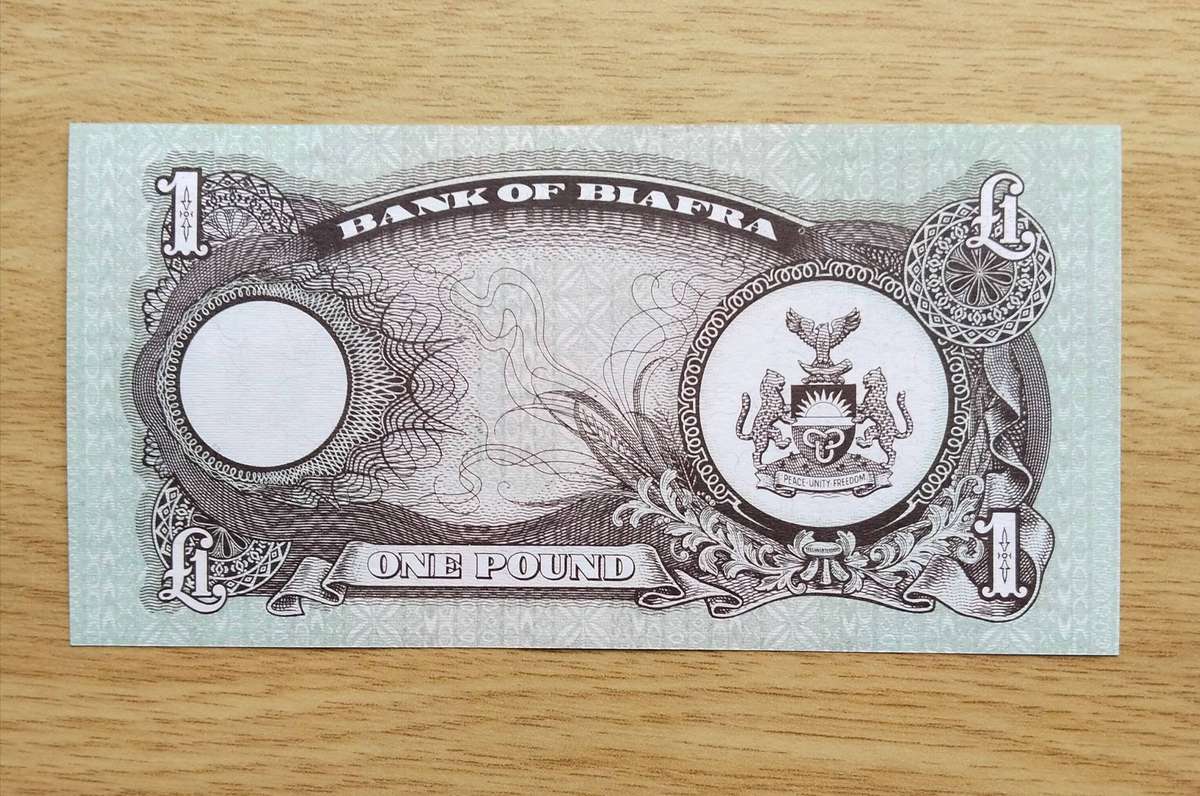 1
£1
BANK OF BIAFRA
PEACE·UNITY·FREEDOM
£1
ONE POUND
1